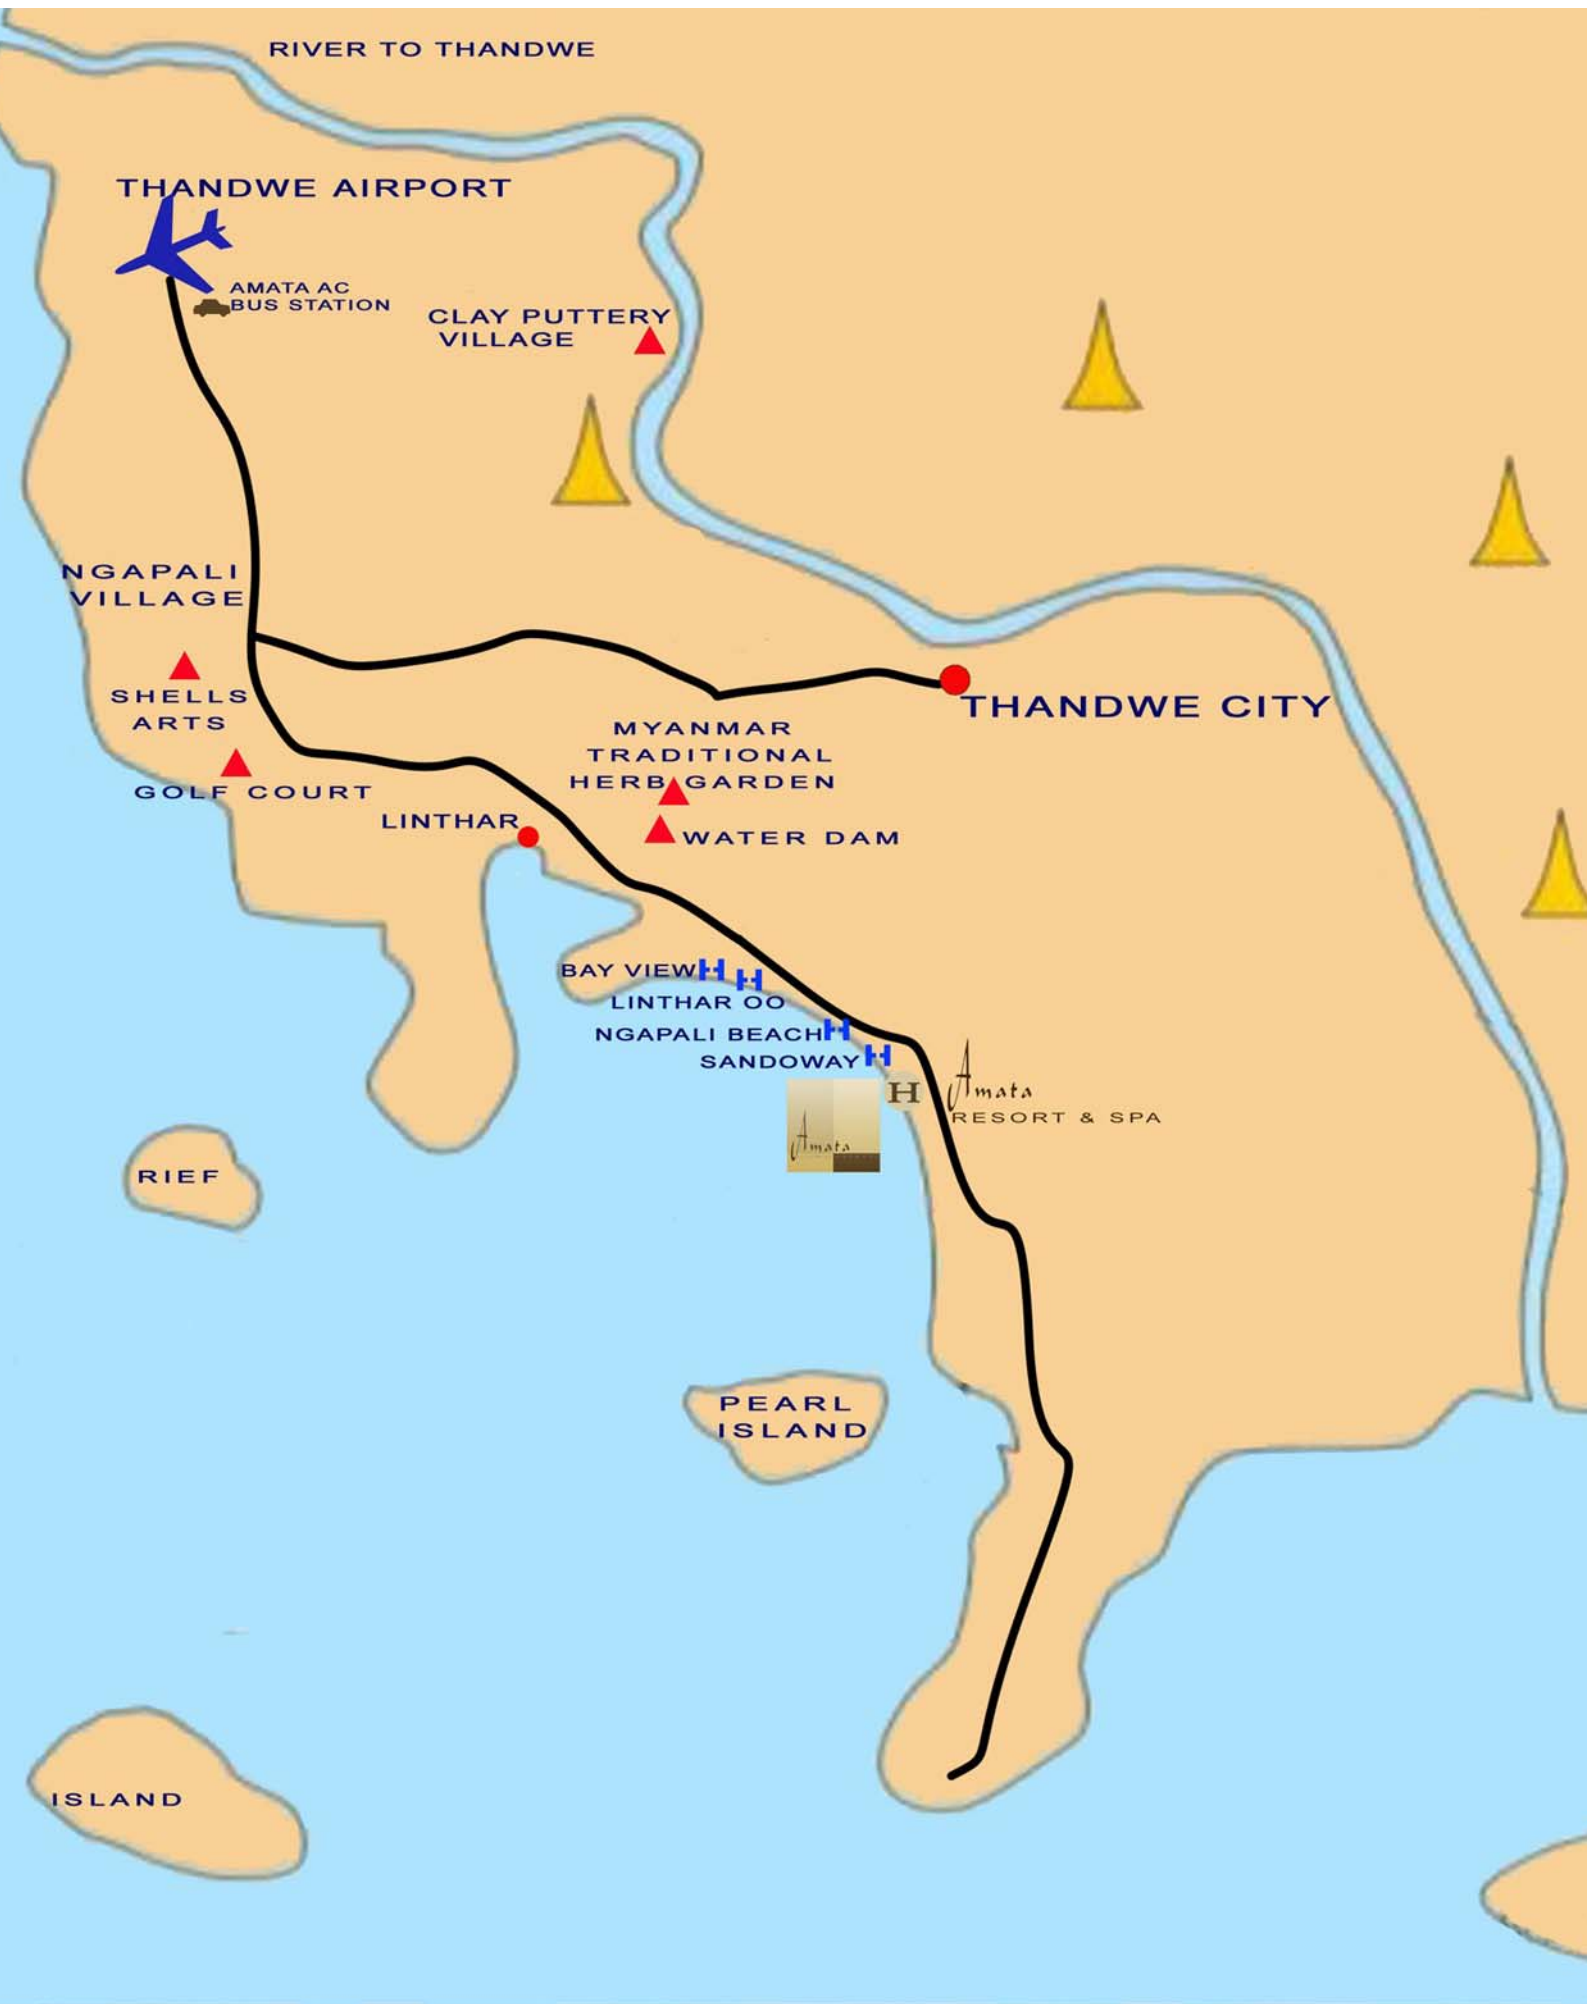 RIVER TO THANDWE
THANDWE AIRPORT
AMATA AC
BUS STATION
CLAY PUTTERY
VILLAGE
NGAPALI
VILLAGE
SHELLS
ARTS
GOLF COURT
THANDWE CITY
MYANMAR
TRADITIONAL
HERB GARDEN
LINTHAR
WATER DAM
BAY VIEW H
H
LINTHAR OO
NGAPALI BEACH H
SANDOWAY H
H
Amata
RESORT & SPA
Amata
RIEF
PEARL
ISLAND
ISLAND